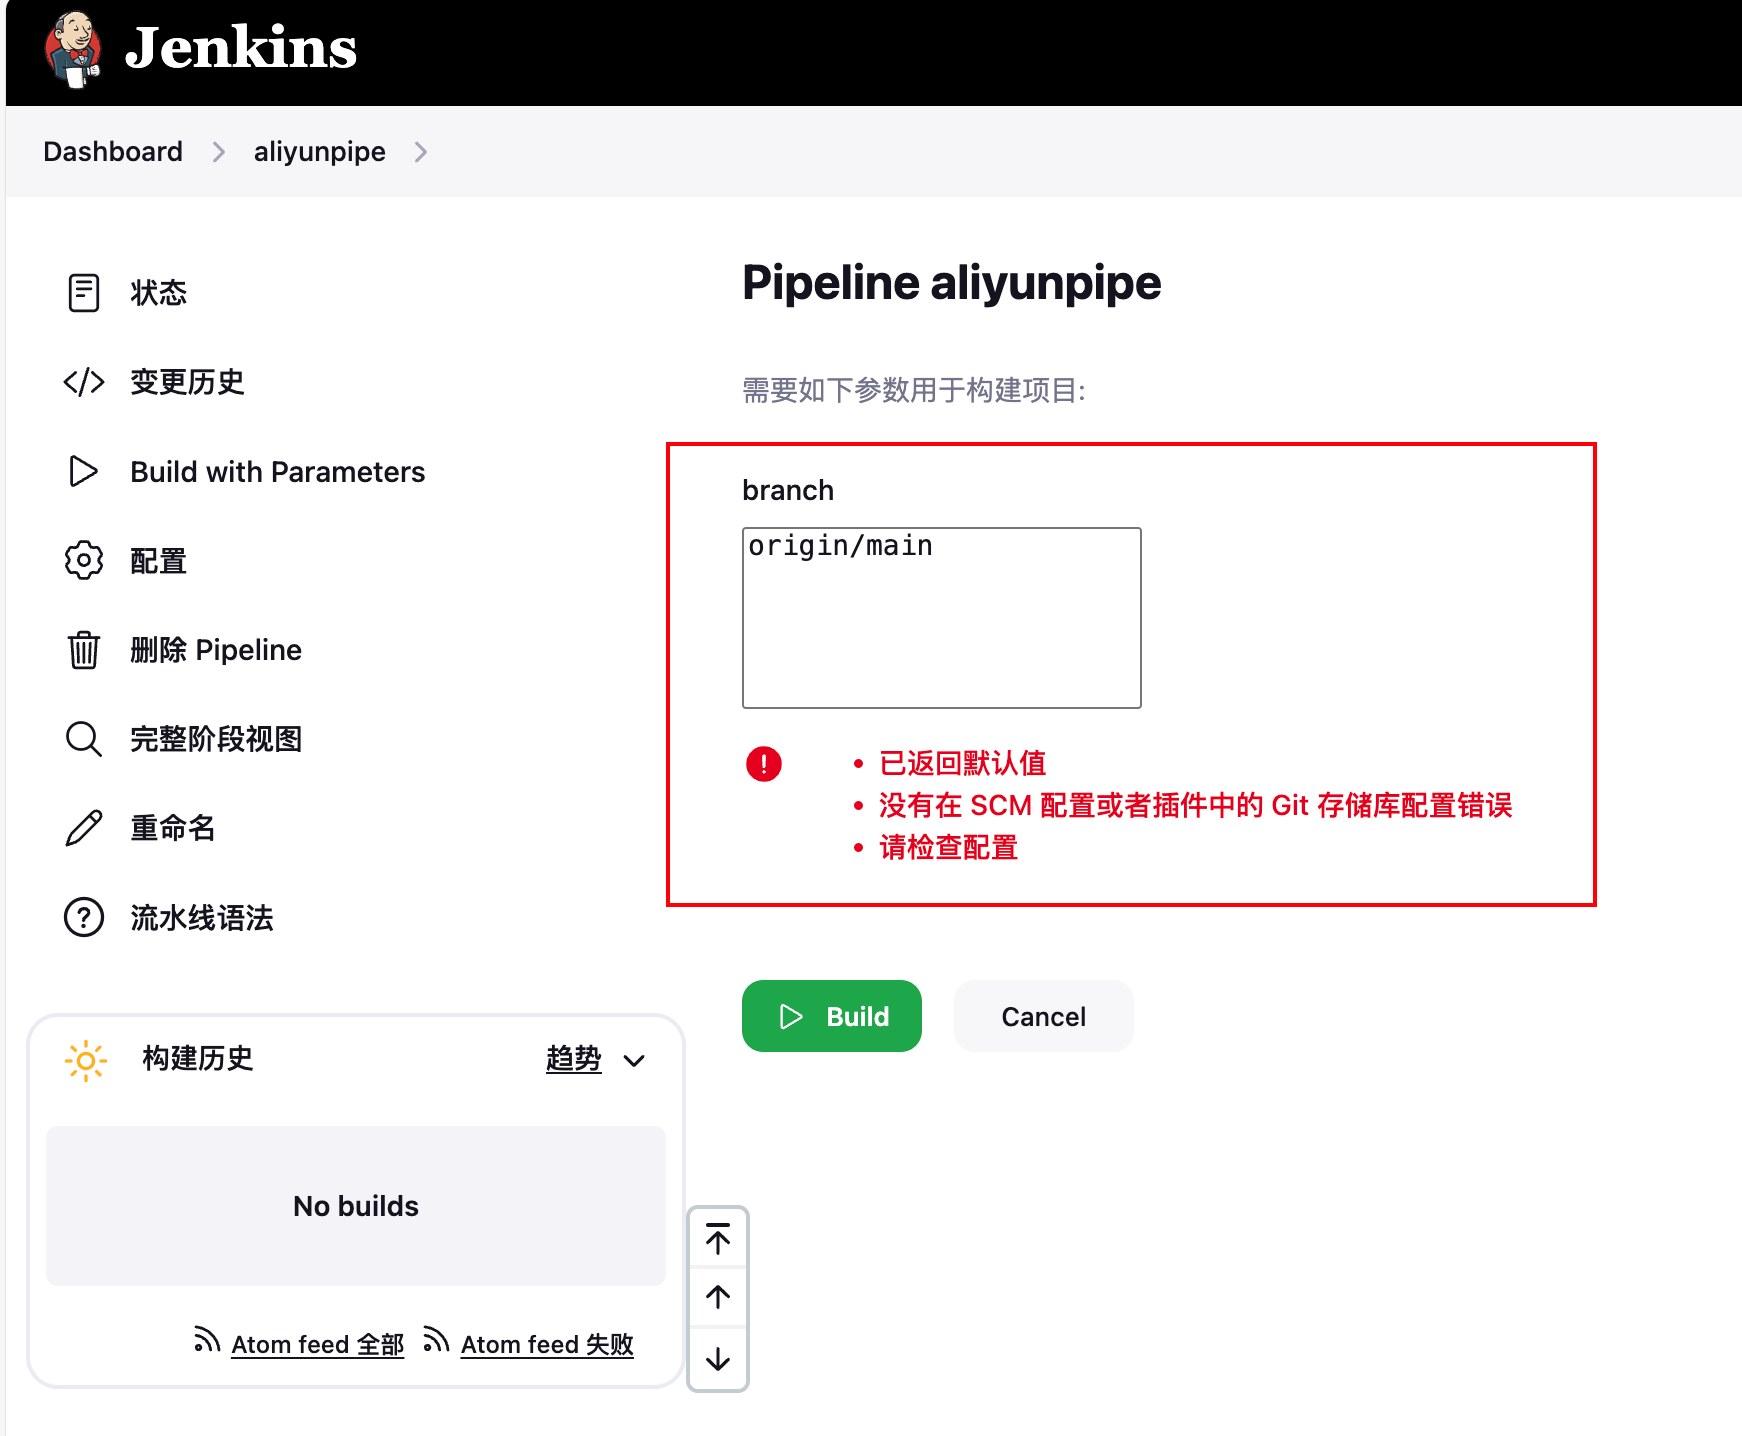 Jenkins
Dashboard
aliyunpipe
状态
变更历史
Build with Parameters
配置
删除 Pipeline
完整阶段视图
重命名
流水线语法
构建历史
趋势
No builds
Atom feed 全部
Atom feed 失败
Pipeline aliyunpipe
需要如下参数用于构建项目:
branch
origin/main
已返回默认值
没有在 SCM 配置或者插件中的 Git 存储库配置错误
请检查配置
Build
Cancel